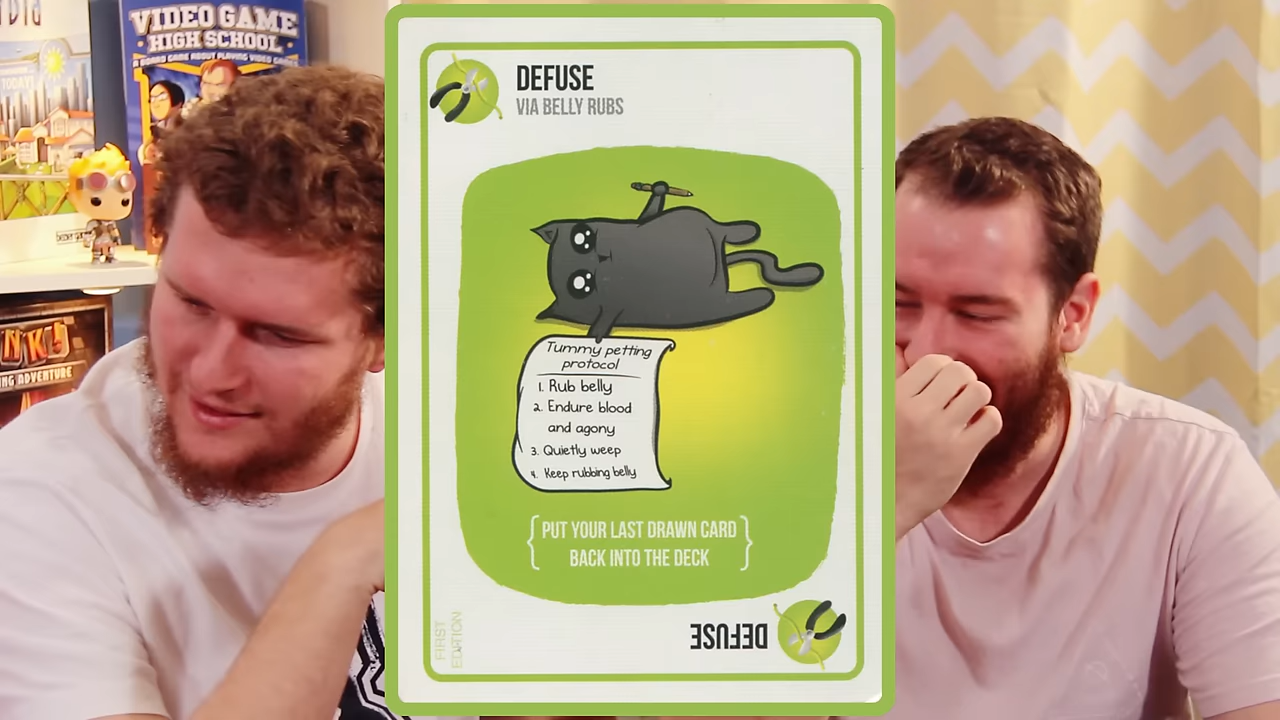 VIDEO GAME
HIGH SCHOOL
A BOARD GAME ABOUT PLAYING VIDEO GAMES
TODAY!
NKY
ING ADVENTURE
DEFUSE
VIA BELLY RUBS
Tummy petting
protocol
1. Rub belly
2. Endure blood
and agony
3. Quietly weep
4. Keep rubbing belly
{PUT YOUR LAST DRAWN CARD
BACK INTO THE DECK}
FIRST
EDITION
DEFUSE